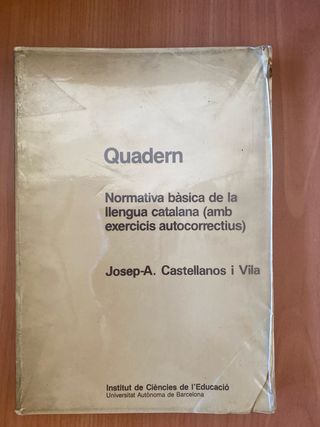 Quadern
Normativa bàsica de la
llengua catalana (amb
exercicis autocorrectius)
Josep-A. Castellanos i Vila
Institut de Ciències de l'Educació
Universitat Autònoma de Barcelona